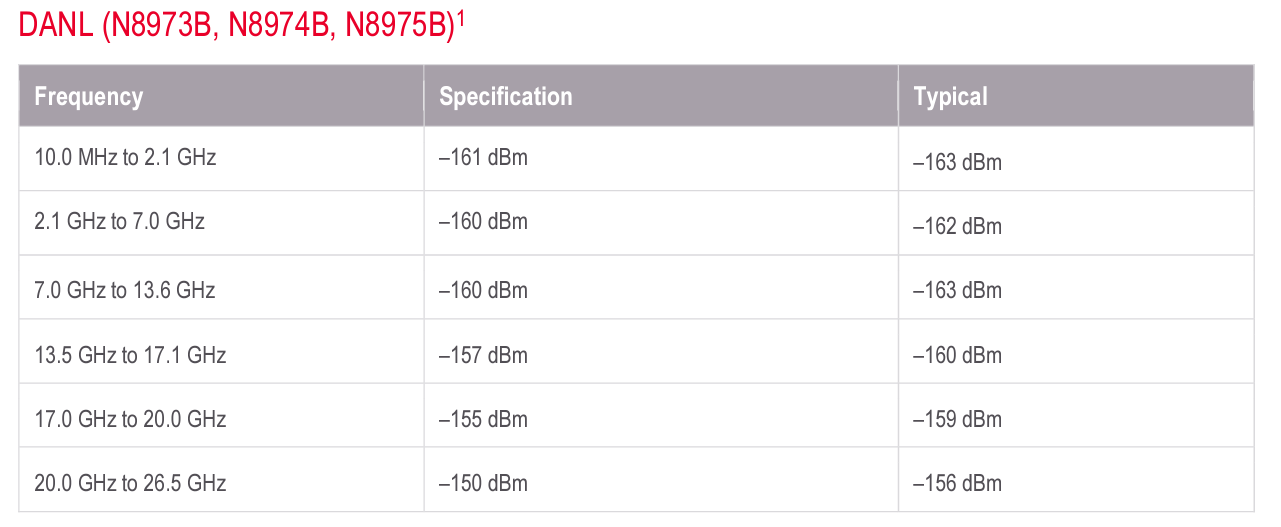 DANL (N8973B, N8974B, N8975B)¹
Frequency Specification Typical
10.0 MHz to 2.1 GHz –161 dBm –163 dBm
2.1 GHz to 7.0 GHz –160 dBm –162 dBm
7.0 GHz to 13.6 GHz –160 dBm –163 dBm
13.5 GHz to 17.1 GHz –157 dBm –160 dBm
17.0 GHz to 20.0 GHz –155 dBm –159 dBm
20.0 GHz to 26.5 GHz –150 dBm –156 dBm